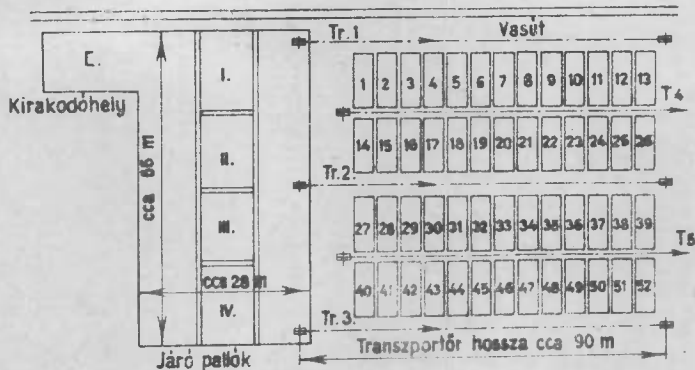 Tr.1 Vasút
I.
Kirakodóhely
1 2 3 4 5 6 7 8 9 10 11 12 13
T4
14 15 16 17 18 19 20 21 22 23 24 25 26
II.
Tr.2.
cca 66 m
III.
27 28 29 30 31 32 33 34 35 36 37 38 39
T5
cca 28 m
40 41 42 43 44 45 46 47 48 49 50 51 52
IV.
Tr.3.
Járó pallók
Transzportőr hossza cca 90 m